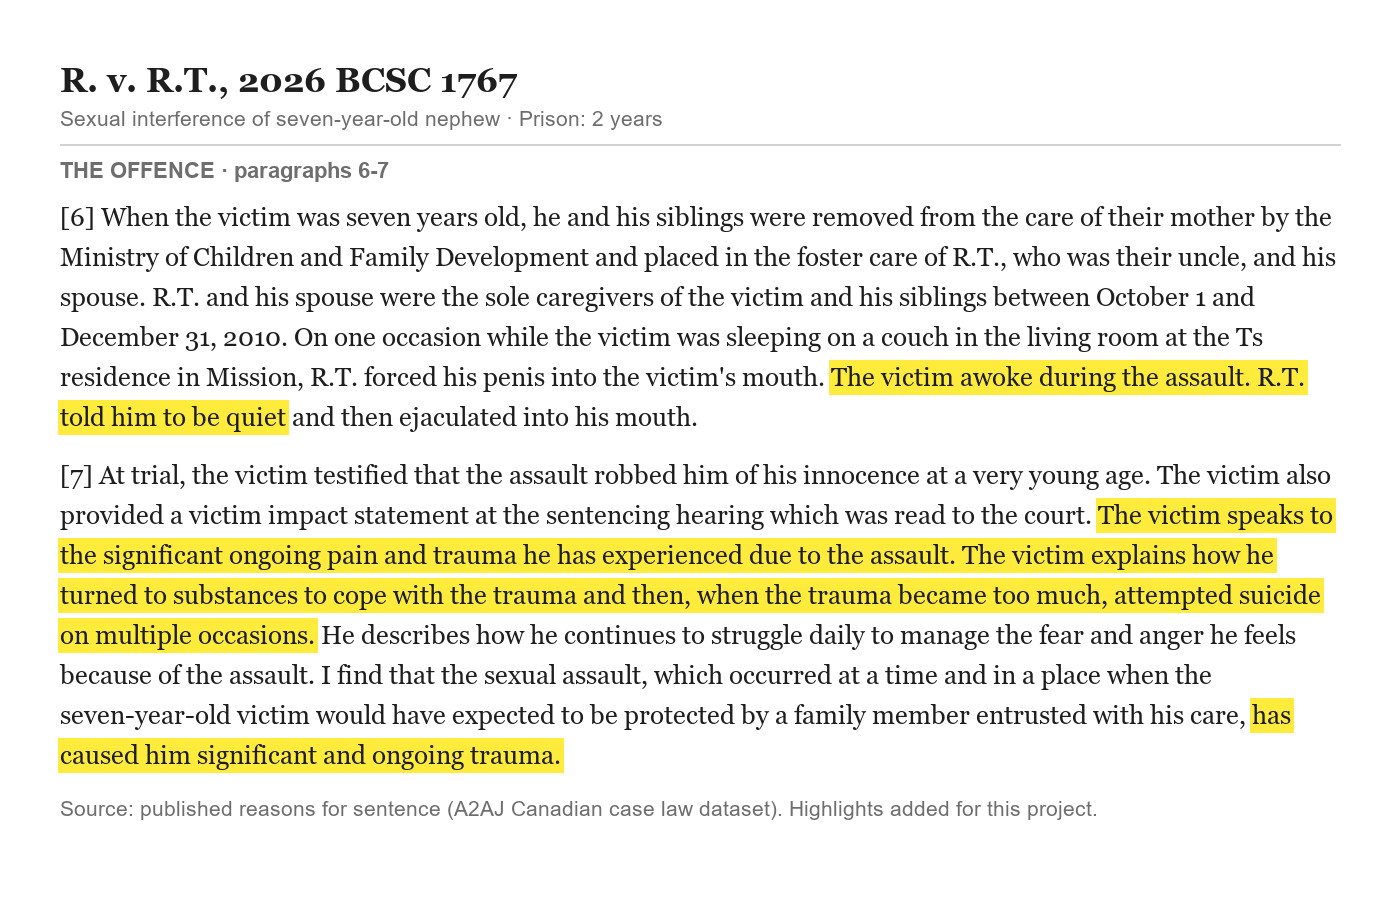 R. v. R.T., 2026 BCSC 1767
Sexual interference of seven-year-old nephew · Prison: 2 years
THE OFFENCE · paragraphs 6-7
[6] When the victim was seven years old, he and his siblings were removed from the care of their mother by the
Ministry of Children and Family Development and placed in the foster care of R.T., who was their uncle, and his
spouse. R.T. and his spouse were the sole caregivers of the victim and his siblings between October 1 and
December 31, 2010. On one occasion while the victim was sleeping on a couch in the living room at the Ts
residence in Mission, R.T. forced his penis into the victim's mouth. The victim awoke during the assault. R.T.
told him to be quiet and then ejaculated into his mouth.
[7] At trial, the victim testified that the assault robbed him of his innocence at a very young age. The victim also
provided a victim impact statement at the sentencing hearing which was read to the court. The victim speaks to
the significant ongoing pain and trauma he has experienced due to the assault. The victim explains how he
turned to substances to cope with the trauma and then, when the trauma became too much, attempted suicide
on multiple occasions. He describes how he continues to struggle daily to manage the fear and anger he feels
because of the assault. I find that the sexual assault, which occurred at a time and in a place when the
seven-year-old victim would have expected to be protected by a family member entrusted with his care, has
caused him significant and ongoing trauma.
Source: published reasons for sentence (A2AJ Canadian case law dataset). Highlights added for this project.